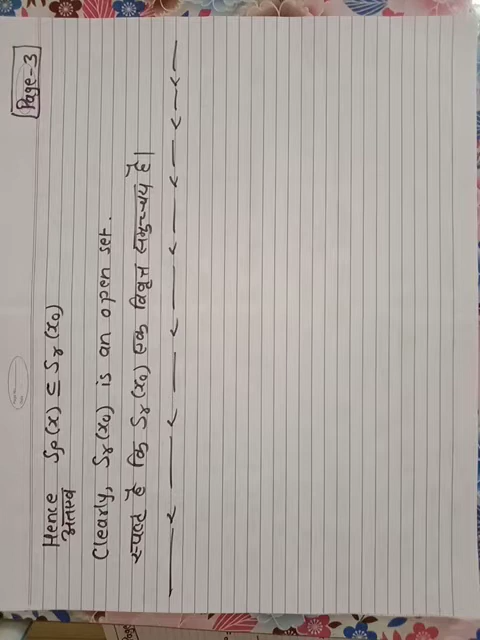 Page-3
Hence Sρ(x) ⊆ Sr(x₀)
अतएव
Clearly, Sr(x₀) is an open set.
स्पष्ट है कि Sr(x₀) एक विवृत समुच्चय है।